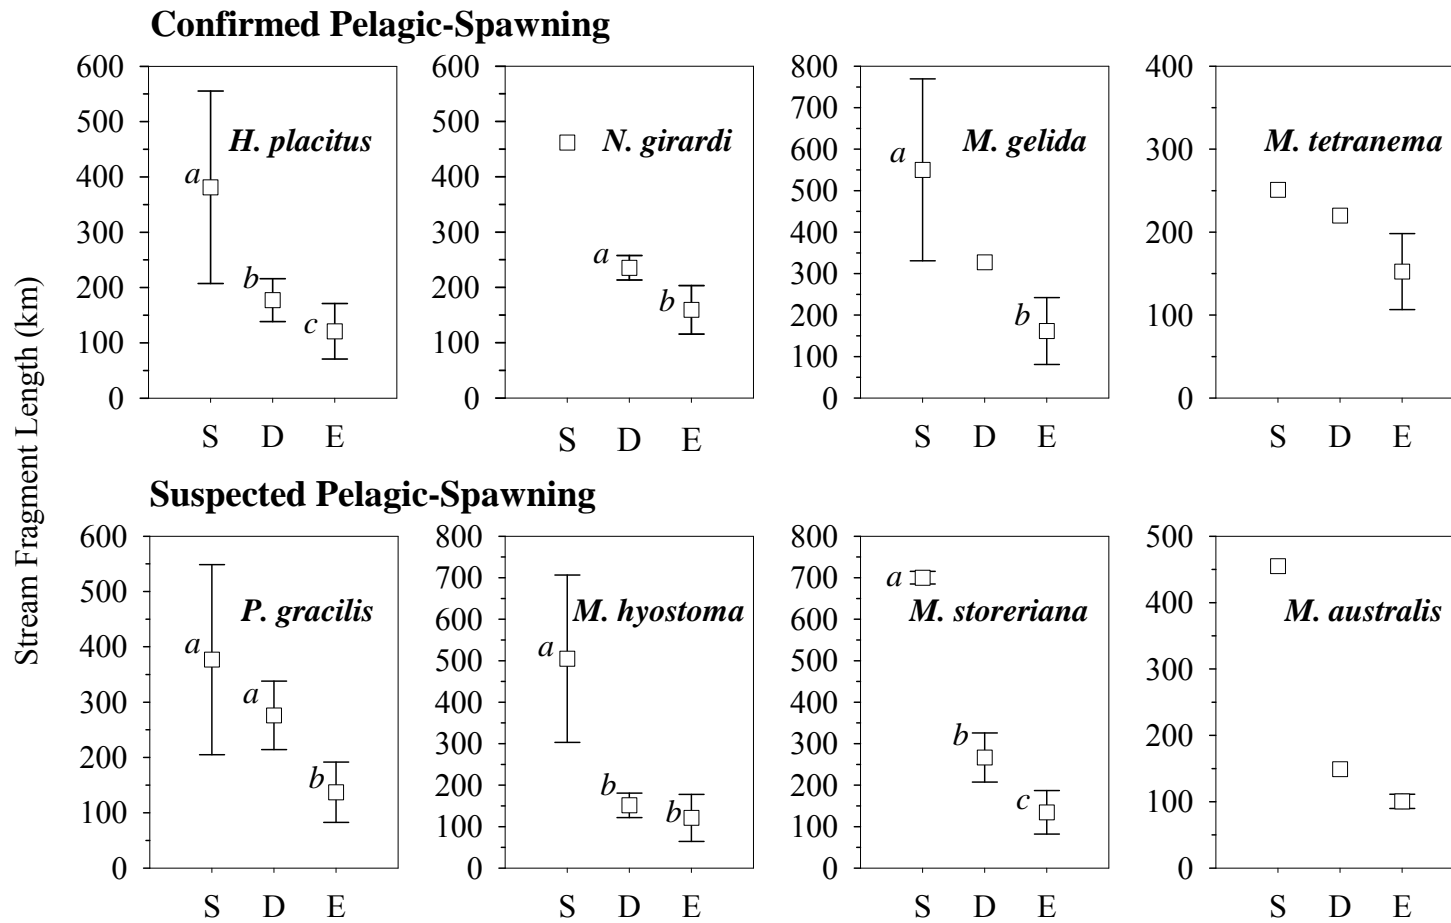 Confirmed Pelagic-Spawning
Stream Fragment Length (km)
600
500
400
300
200
100
0
H. placitus
a
b
c
S D E
600
500
400
300
200
100
0
N. girardi
a
b
S D E
800
700
600
500
400
300
200
100
0
M. gelida
a
b
S D E
400
300
200
100
0
M. tetranema
S D E
Suspected Pelagic-Spawning
600
500
400
300
200
100
0
P. gracilis
a
a
b
S D E
800
700
600
500
400
300
200
100
0
M. hyostoma
a
b
b
S D E
800
700
600
500
400
300
200
100
0
M. storeriana
a
b
c
S D E
500
400
300
200
100
0
M. australis
S D E